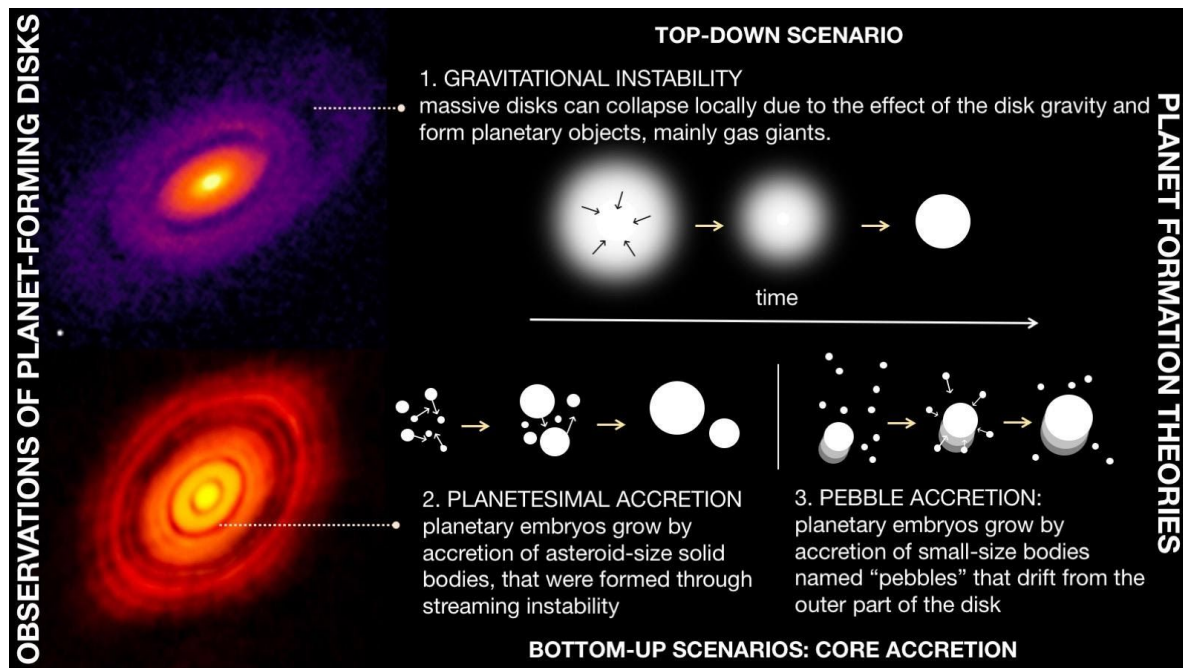 OBSERVATIONS OF PLANET-FORMING DISKS
TOP-DOWN SCENARIO
1. GRAVITATIONAL INSTABILITY
massive disks can collapse locally due to the effect of the disk gravity and
form planetary objects, mainly gas giants.
time
2. PLANETESIMAL ACCRETION
planetary embryos grow by
accretion of asteroid-size solid
bodies, that were formed through
streaming instability
3. PEBBLE ACCRETION:
planetary embryos grow by
accretion of small-size bodies
named “pebbles” that drift from the
outer part of the disk
BOTTOM-UP SCENARIOS: CORE ACCRETION
PLANET FORMATION THEORIES